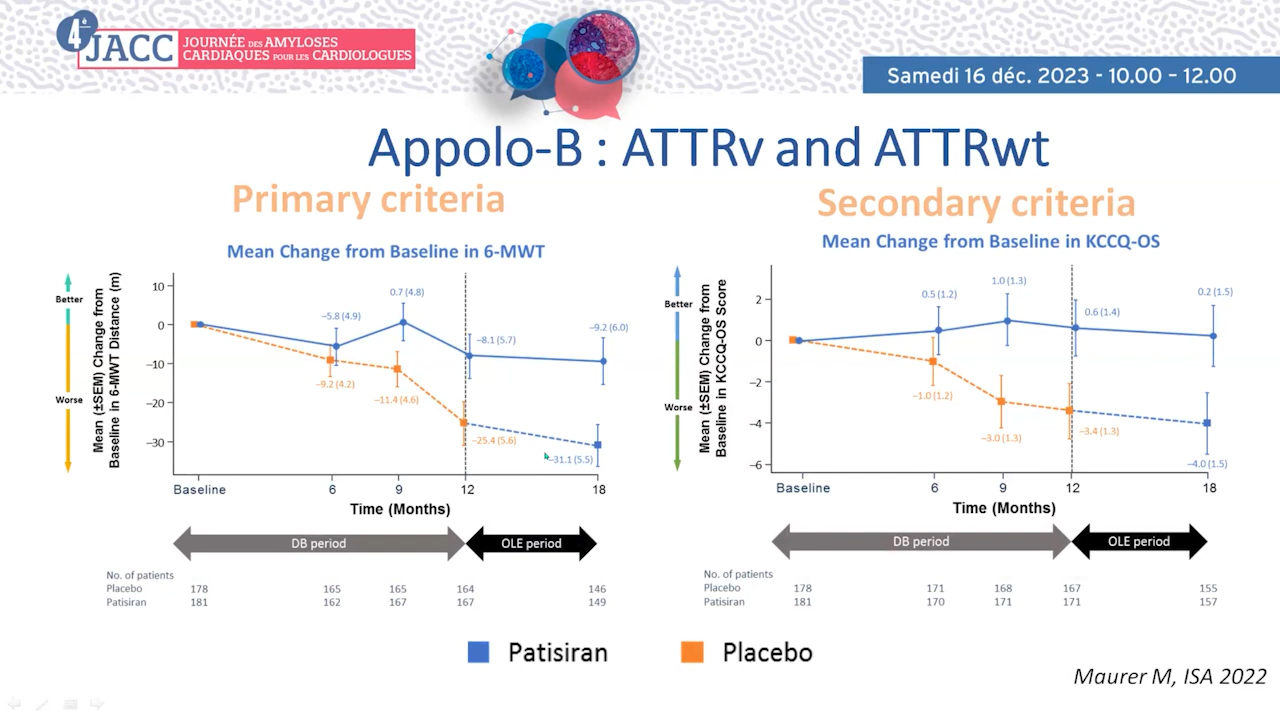 4è
JACC
JOURNÉE DES AMYLOSES
CARDIAQUES POUR LES CARDIOLOGUES
Samedi 16 déc. 2023 - 10.00 – 12.00
Appolo-B : ATTRv and ATTRwt
Primary criteria
Mean Change from Baseline in 6-MWT
Better
Worse
Mean (±SEM) Change from
Baseline in 6-MWT Distance (m)
10
0
–10
–20
–30
0.7 (4.8)
–5.8 (4.9)
–8.1 (5.7)
–9.2 (6.0)
–9.2 (4.2)
–11.4 (4.6)
–25.4 (5.6)
–31.1 (5.5)
Baseline 6 9 12 18
Time (Months)
DB period
OLE period
No. of patients
Placebo 178 165 165 164 146
Patisiran 181 162 167 167 149
Secondary criteria
Mean Change from Baseline in KCCQ-OS
Better
Worse
Mean (±SEM) Change from
Baseline in KCCQ-OS Score
2
0
–2
–4
–6
0.5 (1.2)
1.0 (1.3)
0.6 (1.4)
0.2 (1.5)
–1.0 (1.2)
–3.0 (1.3)
–3.4 (1.3)
–4.0 (1.5)
Baseline 6 9 12 18
Time (Months)
DB period
OLE period
No. of patients
Placebo 178 171 168 167 155
Patisiran 181 170 171 171 157
Patisiran
Placebo
Maurer M, ISA 2022